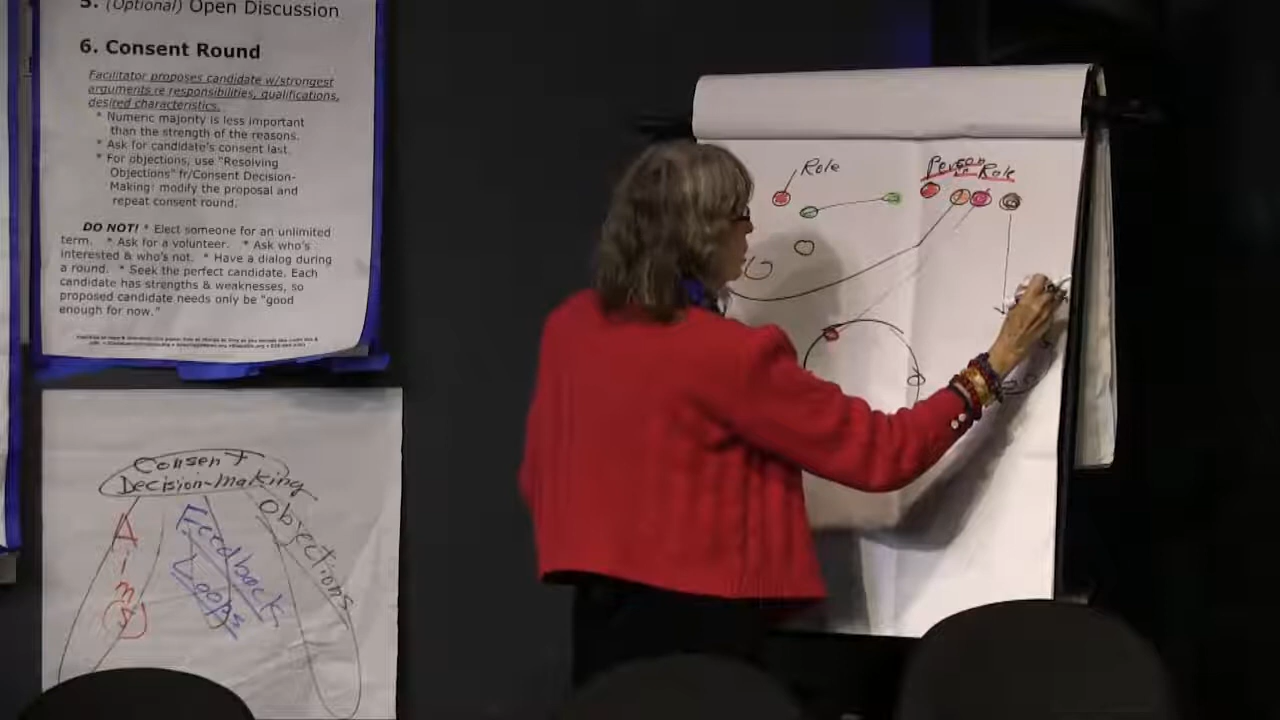 5. (Optional) Open Discussion
6. Consent Round
Facilitator proposes candidate w/strongest
arguments re responsibilities, qualifications,
desired characteristics.
* Numeric majority is less important
than the strength of the reasons.
* Ask for candidate's consent last.
* For objections, use "Resolving
Objections" fr/Consent Decision-
Making: modify the proposal and
repeat consent round.
DO NOT! * Elect someone for an unlimited
term. * Ask for a volunteer. * Ask who's
interested & who's not. * Have a dialog during
a round. * Seek the perfect candidate. Each
candidate has strengths & weaknesses, so
proposed candidate needs only be "good
enough for now."
Consent
Decision-Making
Aim(s)
Feedback
Loops
Objections
Role
Person
Role